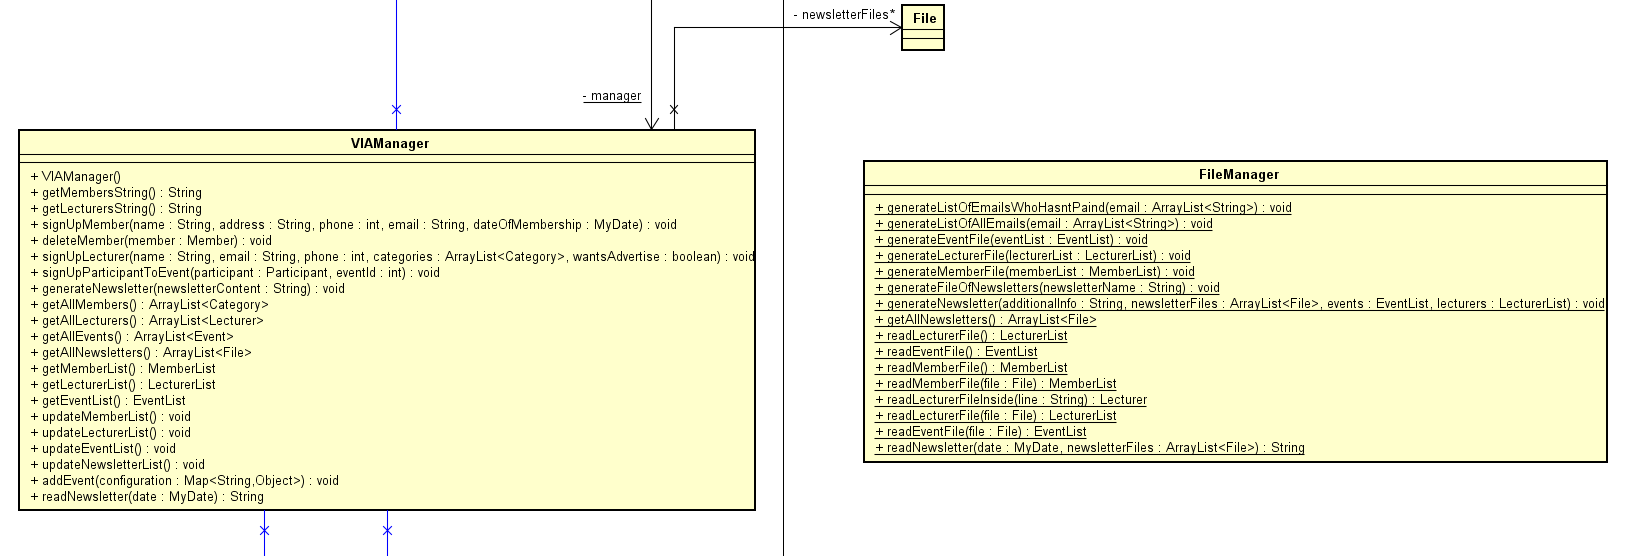 - newsletterFiles*
File
- manager
VIAManager
+ VIAManager()
+ getMembersString() : String
+ getLecturersString() : String
+ signUpMember(name : String, address : String, phone : int, email : String, dateOfMembership : MyDate) : void
+ deleteMember(member : Member) : void
+ signUpLecturer(name : String, email : String, phone : int, categories : ArrayList<Category>, wantsAdvertise : boolean) : void
+ signUpParticipantToEvent(participant : Participant, eventId : int) : void
+ generateNewsletter(newsletterContent : String) : void
+ getAllMembers() : ArrayList<Category>
+ getAllLecturers() : ArrayList<Lecturer>
+ getAllEvents() : ArrayList<Event>
+ getAllNewsletters() : ArrayList<File>
+ getMemberList() : MemberList
+ getLecturerList() : LecturerList
+ getEventList() : EventList
+ updateMemberList() : void
+ updateLecturerList() : void
+ updateEventList() : void
+ updateNewsletterList() : void
+ addEvent(configuration : Map<String,Object>) : void
+ readNewsletter(date : MyDate) : String
FileManager
+ generateListOfEmailsWhoHasntPaind(email : ArrayList<String>) : void
+ generateListOfAllEmails(email : ArrayList<String>) : void
+ generateEventFile(eventList : EventList) : void
+ generateLecturerFile(lecturerList : LecturerList) : void
+ generateMemberFile(memberList : MemberList) : void
+ generateFileOfNewsletters(newsletterName : String) : void
+ generateNewsletter(additionalInfo : String, newsletterFiles : ArrayList<File>, events : EventList, lecturers : LecturerList) : void
+ getAllNewsletters() : ArrayList<File>
+ readLecturerFile() : LecturerList
+ readEventFile() : EventList
+ readMemberFile() : MemberList
+ readMemberFile(file : File) : MemberList
+ readLecturerFileInside(line : String) : Lecturer
+ readLecturerFile(file : File) : LecturerList
+ readEventFile(file : File) : EventList
+ readNewsletter(date : MyDate, newsletterFiles : ArrayList<File>) : String